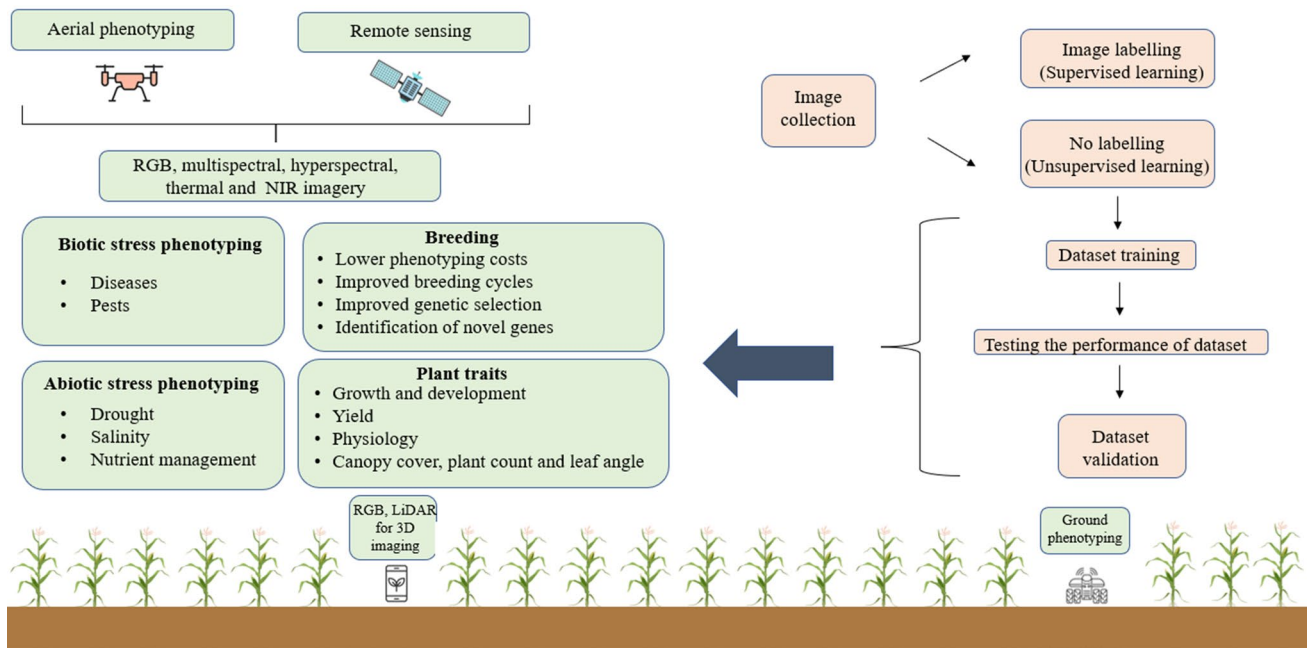 Aerial phenotyping
Remote sensing
RGB, multispectral, hyperspectral,
thermal and NIR imagery
Biotic stress phenotyping
• Diseases
• Pests
Breeding
• Lower phenotyping costs
• Improved breeding cycles
• Improved genetic selection
• Identification of novel genes
Abiotic stress phenotyping
• Drought
• Salinity
• Nutrient management
Plant traits
• Growth and development
• Yield
• Physiology
• Canopy cover, plant count and leaf angle
RGB, LiDAR
for 3D
imaging
Image
collection
Image labelling
(Supervised learning)
No labelling
(Unsupervised learning)
Dataset training
Testing the performance of dataset
Dataset
validation
Ground
phenotyping